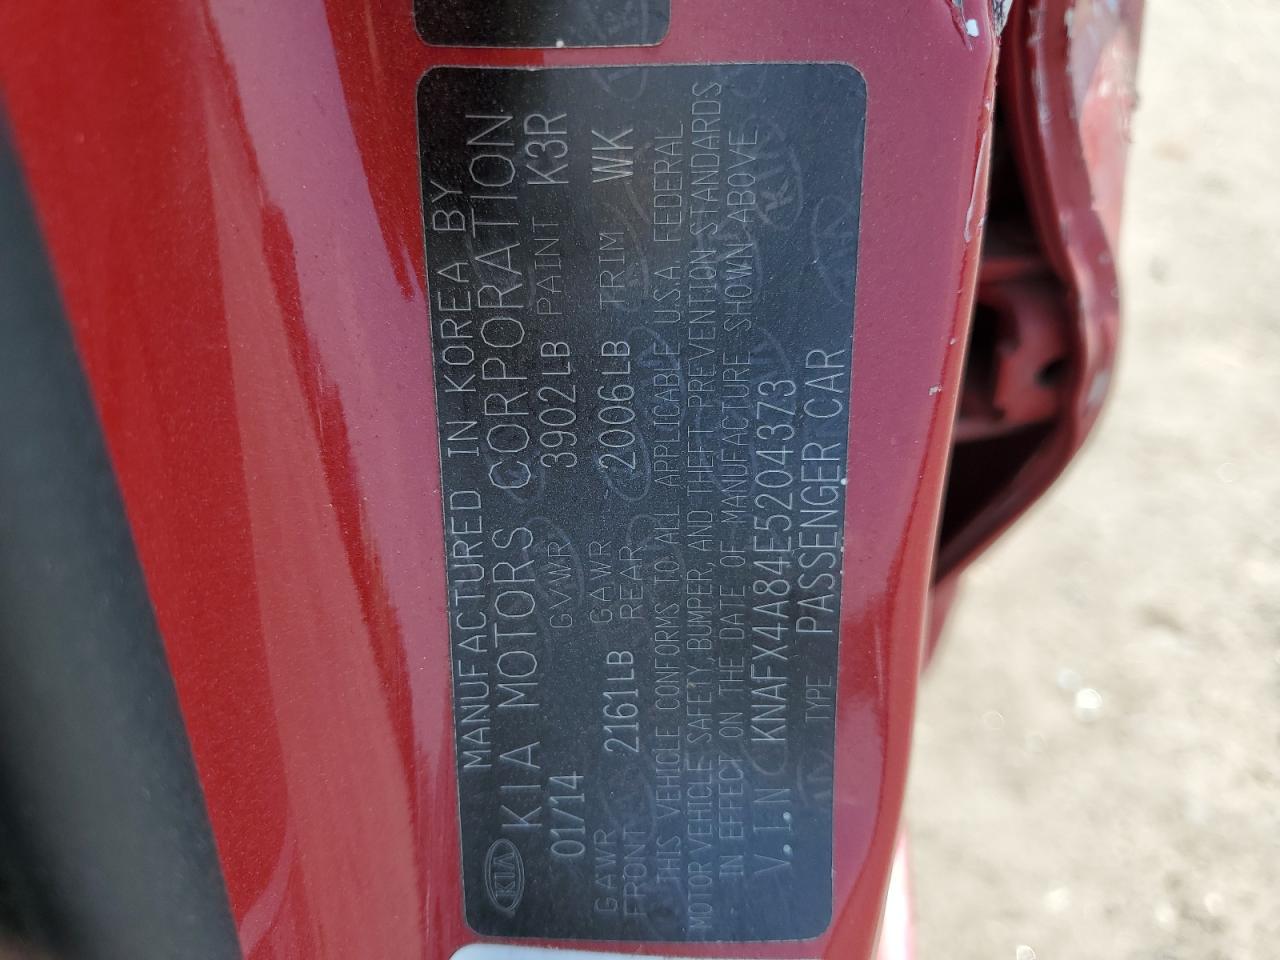 MANUFACTURED IN KOREA BY
KIA KIA MOTORS CORPORATION
01/14 GVWR 3902LB PAINT K3R
GAWR FRONT 2161LB GAWR REAR 2006LB TRIM WK
THIS VEHICLE CONFORMS TO ALL APPLICABLE U.S.A. FEDERAL
MOTOR VEHICLE SAFETY, BUMPER, AND THEFT PREVENTION STANDARDS
IN EFFECT ON THE DATE OF MANUFACTURE SHOWN ABOVE
V.I.N KNAFX4A84E5204373
TYPE PASSENGER CAR